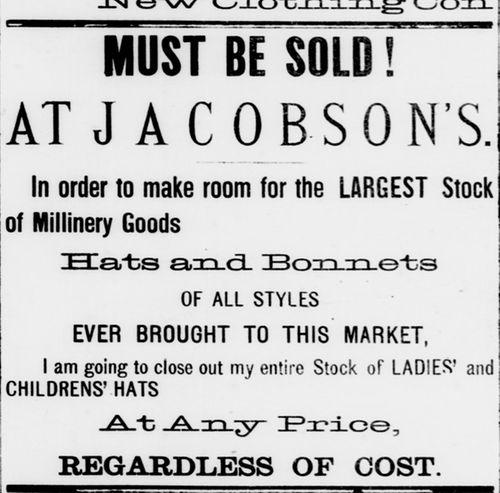 New Clothing Con
MUST BE SOLD!
AT JACOBSON'S.
In order to make room for the LARGEST Stock
of Millinery Goods
Hats and Bonnets
OF ALL STYLES
EVER BROUGHT TO THIS MARKET,
I am going to close out my entire Stock of LADIES' and
CHILDRENS' HATS
At Any Price,
REGARDLESS OF COST.